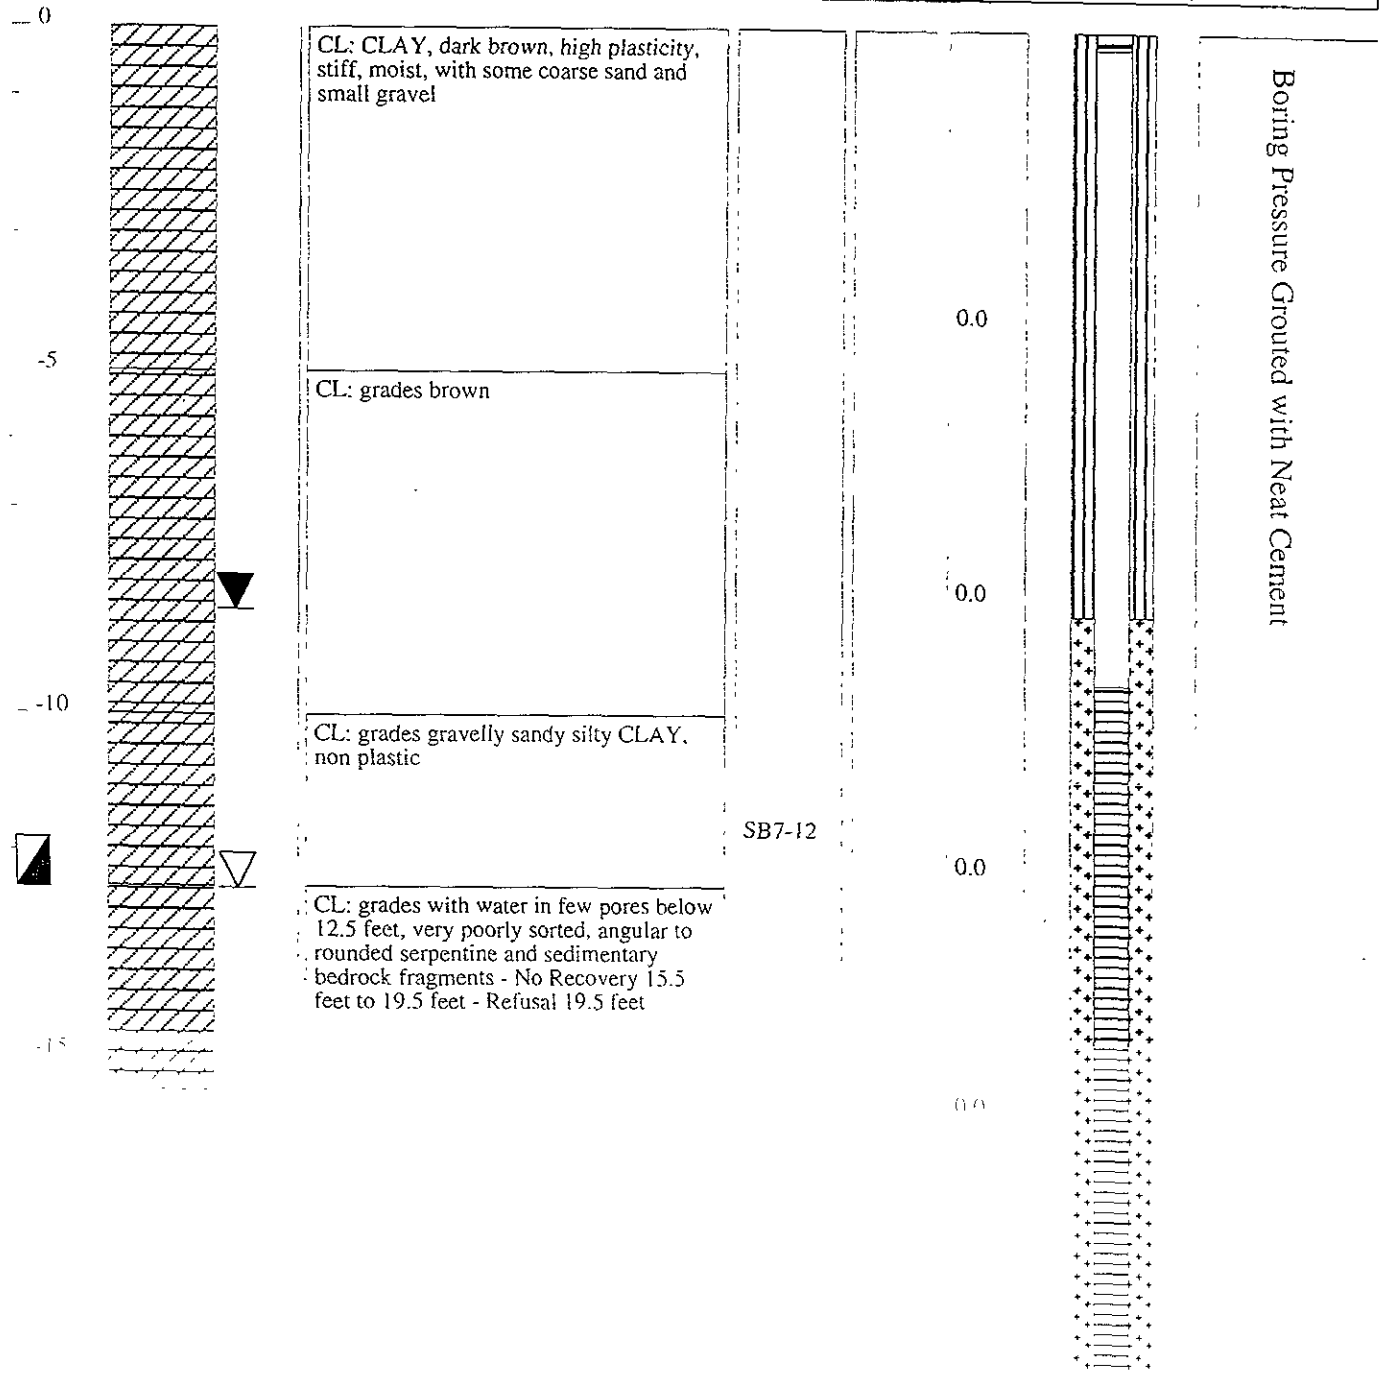 0
CL: CLAY, dark brown, high plasticity,
stiff, moist, with some coarse sand and
small gravel
Boring Pressure Grouted with Neat Cement
0.0
-5
CL: grades brown
0.0
-10
CL: grades gravelly sandy silty CLAY,
non plastic
SB7-12
0.0
CL: grades with water in few pores below
12.5 feet, very poorly sorted, angular to
rounded serpentine and sedimentary
bedrock fragments - No Recovery 15.5
feet to 19.5 feet - Refusal 19.5 feet
-15
0.0